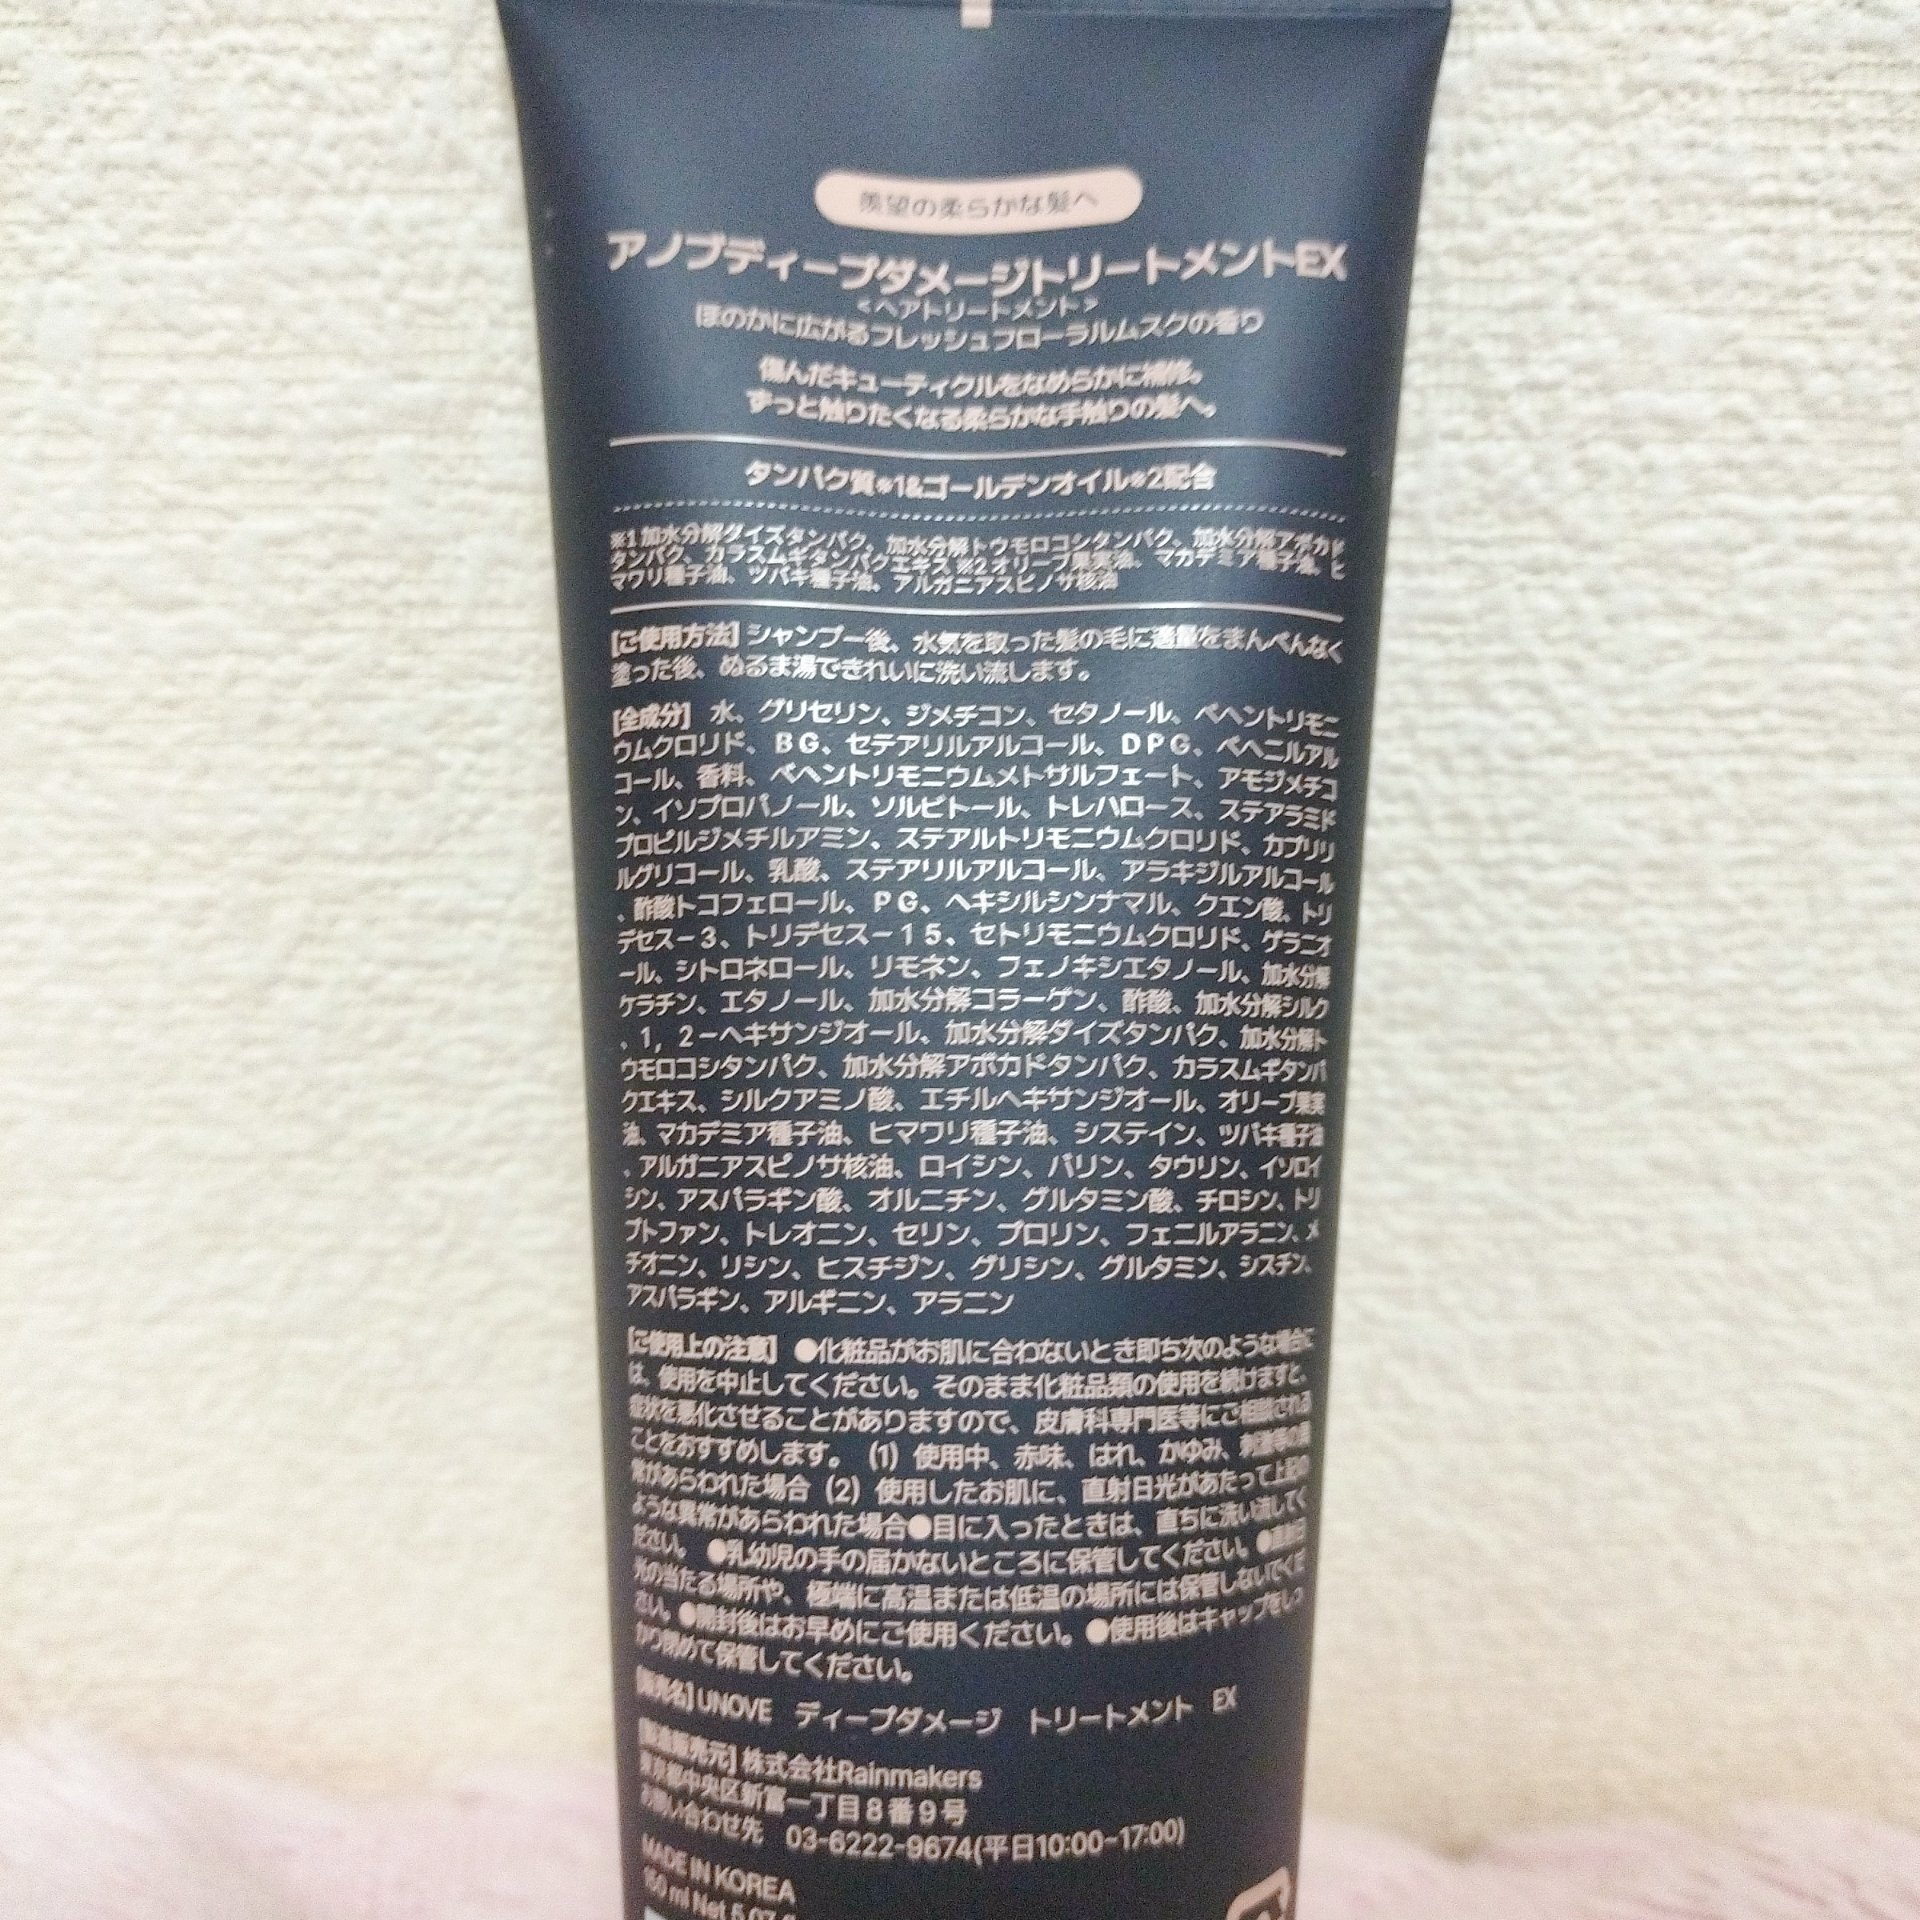 羨望の柔らかな髪へ
アノブディープダメージトリートメントEX
<ヘアトリートメント>
ほのかに広がるフレッシュフローラルムスクの香り
傷んだキューティクルをなめらかに補修。
ずっと触りたくなる柔らかな手触りの髪へ。
タンパク質※1&ゴールデンオイル※2配合
※1 加水分解ダイズタンパク、加水分解トウモロコシタンパク、加水分解アボカド
タンパク、カラスムギタンパクエキス ※2 オリーブ果実油、マカデミア種子油、ヒ
マワリ種子油、ツバキ種子油、アルガニアスピノサ核油
[ご使用方法] シャンプー後、水気を取った髪の毛に適量をまんべんなく
塗った後、ぬるま湯できれいに洗い流します。
[全成分] 水、グリセリン、ジメチコン、セタノール、ベヘントリモニ
ウムクロリド、BG、セテアリルアルコール、DPG、ベヘニルアル
コール、香料、ベヘントリモニウムメトサルフェート、アモジメチコ
ン、イソプロパノール、ソルビトール、トレハロース、ステアラミド
プロピルジメチルアミン、ステアルトリモニウムクロリド、カプリリ
ルグリコール、乳酸、ステアリルアルコール、アラキジルアルコール
、酢酸トコフェロール、PG、ヘキシルシンナマル、クエン酸、トリ
デセス-3、トリデセス-15、セトリモニウムクロリド、ゲラニオ
ール、シトロネロール、リモネン、フェノキシエタノール、加水分解
ケラチン、エタノール、加水分解コラーゲン、酢酸、加水分解シルク
、1,2-ヘキサンジオール、加水分解ダイズタンパク、加水分解ト
ウモロコシタンパク、加水分解アボカドタンパク、カラスムギタンパ
クエキス、シルクアミノ酸、エチルヘキサンジオール、オリーブ果実
油、マカデミア種子油、ヒマワリ種子油、システイン、ツバキ種子油
、アルガニアスピノサ核油、ロイシン、バリン、タウリン、イソロイ
シン、アスパラギン酸、オルニチン、グルタミン酸、チロシン、トリ
プトファン、トレオニン、セリン、プロリン、フェニルアラニン、メ
チオニン、リシン、ヒスチジン、グリシン、グルタミン、シスチン、
アスパラギン、アルギニン、アラニン
[ご使用上の注意] ●化粧品がお肌に合わないとき即ち次のような場合に
は、使用を中止してください。そのまま化粧品類の使用を続けますと、
症状を悪化させることがありますので、皮膚科専門医等にご相談される
ことをおすすめします。 (1) 使用中、赤味、はれ、かゆみ、刺激等の異
常があらわれた場合 (2) 使用したお肌に、直射日光があたって上記の
ような異常があらわれた場合●目に入ったときは、直ちに洗い流してく
ださい。 ●乳幼児の手の届かないところに保管してください。●直射日
光の当たる場所や、極端に高温または低温の場所には保管しないでくだ
さい。●開封後はお早めにご使用ください。●使用後はキャップをしっ
かり閉めて保管してください。
[販売名] UNOVE ディープダメージ トリートメント EX
[製造販売元] 株式会社Rainmakers
東京都中央区新富一丁目8番9号
お問い合わせ先 03-6222-9674(平日10:00-17:00)
MADE IN KOREA
150 ml Net 5.07